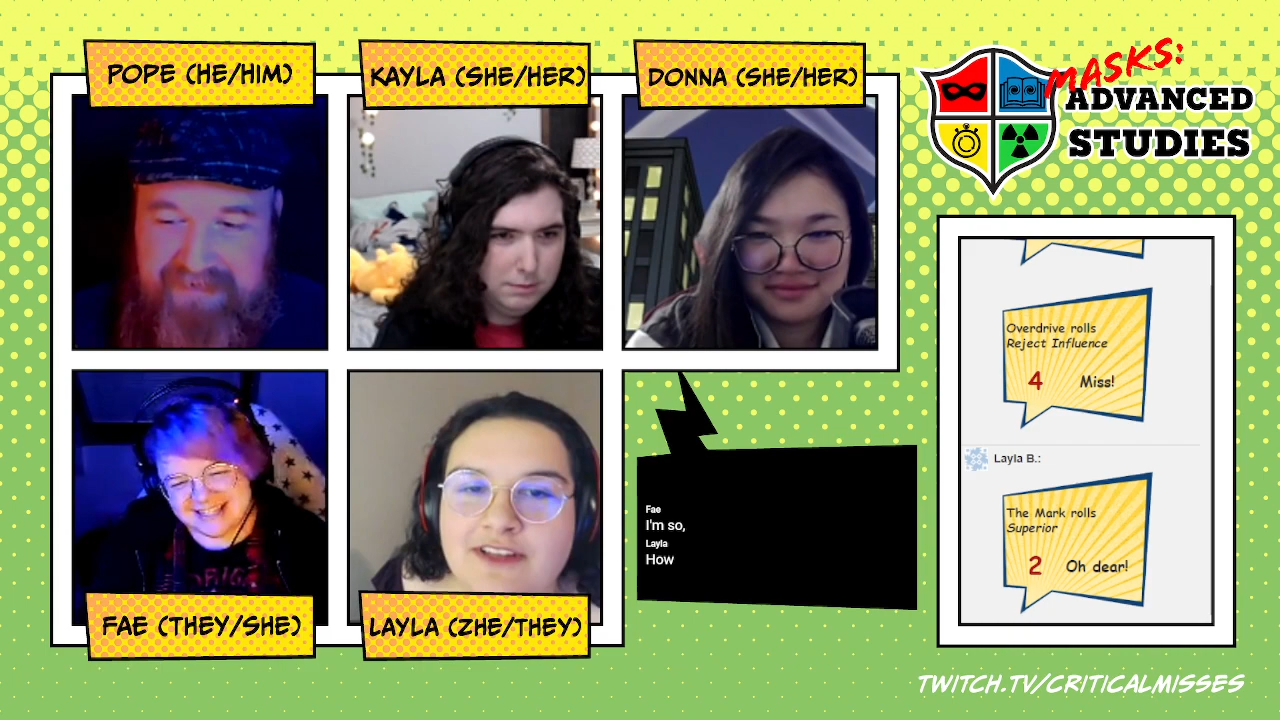 POPE (HE/HIM)
KAYLA (SHE/HER)
DONNA (SHE/HER)
MASKS:
ADVANCED
STUDIES
Overdrive rolls
Reject Influence
4 Miss!
Layla B.:
The Mark rolls
Superior
2 Oh dear!
Fae
I'm so,
Layla
How
FAE (THEY/SHE)
LAYLA (ZHE/THEY)
TWITCH.TV/CRITICALMISSES